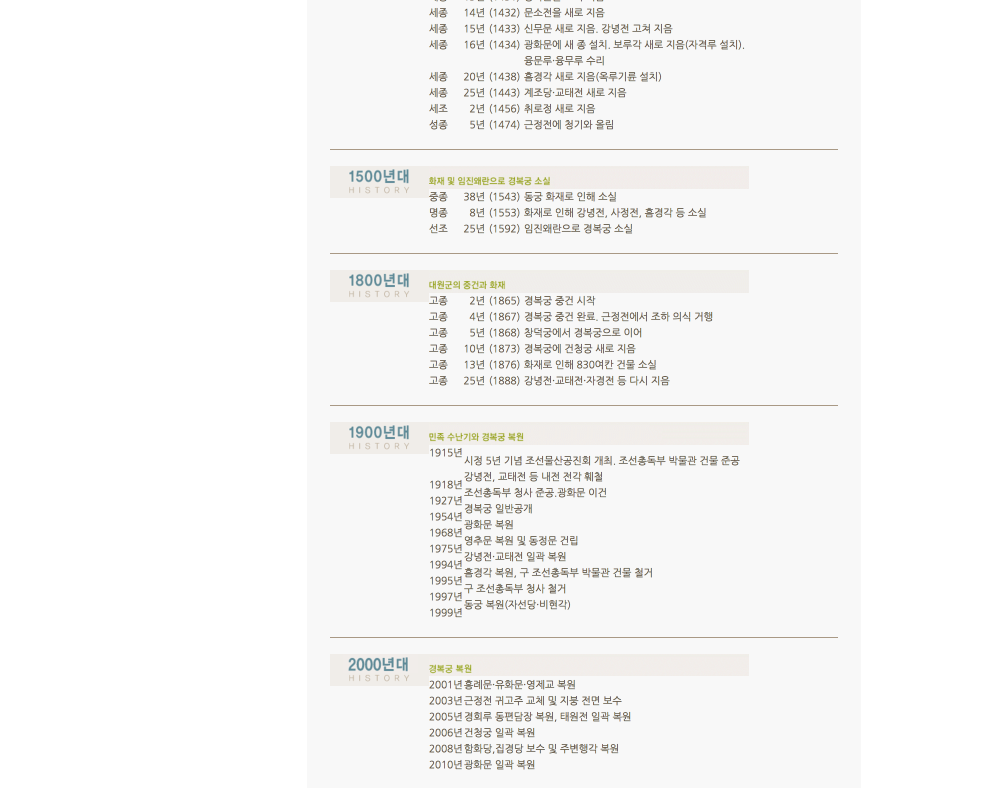 세종 14년 (1432) 문소전을 새로 지음
세종 15년 (1433) 신무문 새로 지음. 강녕전 고쳐 지음
세종 16년 (1434) 광화문에 새 종 설치. 보루각 새로 지음(자격루 설치).
융문루·융무루 수리
세종 20년 (1438) 흠경각 새로 지음(옥루기륜 설치)
세종 25년 (1443) 계조당·교태전 새로 지음
세조 2년 (1456) 취로정 새로 지음
성종 5년 (1474) 근정전에 청기와 올림
1500년대
HISTORY
화재 및 임진왜란으로 경복궁 소실
중종 38년 (1543) 동궁 화재로 인해 소실
명종 8년 (1553) 화재로 인해 강녕전, 사정전, 흠경각 등 소실
선조 25년 (1592) 임진왜란으로 경복궁 소실
1800년대
HISTORY
대원군의 중건과 화재
고종 2년 (1865) 경복궁 중건 시작
고종 4년 (1867) 경복궁 중건 완료. 근정전에서 조하 의식 거행
고종 5년 (1868) 창덕궁에서 경복궁으로 이어
고종 10년 (1873) 경복궁에 건청궁 새로 지음
고종 13년 (1876) 화재로 인해 830여칸 건물 소실
고종 25년 (1888) 강녕전·교태전·자경전 등 다시 지음
1900년대
HISTORY
민족 수난기와 경복궁 복원
1915년
시정 5년 기념 조선물산공진회 개최. 조선총독부 박물관 건물 준공
강녕전, 교태전 등 내전 전각 훼철
1918년
조선총독부 청사 준공.광화문 이건
1927년
경복궁 일반공개
1954년
광화문 복원
1968년
영추문 복원 및 동정문 건립
1975년
강녕전·교태전 일곽 복원
1994년
흠경각 복원, 구 조선총독부 박물관 건물 철거
1995년
구 조선총독부 청사 철거
1997년
동궁 복원(자선당·비현각)
1999년
2000년대
HISTORY
경복궁 복원
2001년 흥례문·유화문·영제교 복원
2003년 근정전 귀고주 교체 및 지붕 전면 보수
2005년 경회루 동편담장 복원, 태원전 일곽 복원
2006년 건청궁 일곽 복원
2008년 함화당,집경당 보수 및 주변행각 복원
2010년 광화문 일곽 복원